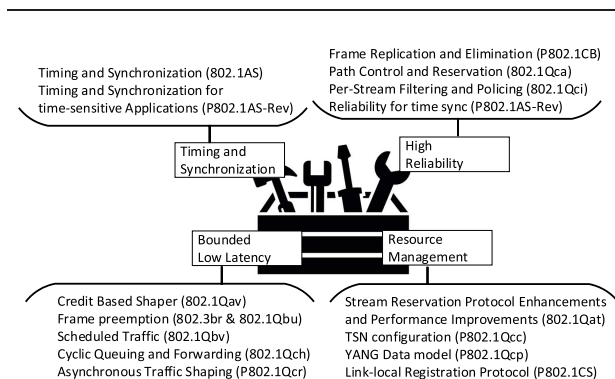 Timing and Synchronization (802.1AS)
Timing and Synchronization for
time-sensitive Applications (P802.1AS-Rev)
Frame Replication and Elimination (P802.1CB)
Path Control and Reservation (802.1Qca)
Per-Stream Filtering and Policing (802.1Qci)
Reliability for time sync (P802.1AS-Rev)
Timing and
Synchronization
High
Reliability
Bounded
Low Latency
Resource
Management
Credit Based Shaper (802.1Qav)
Frame preemption (802.3br & 802.1Qbu)
Scheduled Traffic (802.1Qbv)
Cyclic Queuing and Forwarding (802.1Qch)
Asynchronous Traffic Shaping (P802.1Qcr)
Stream Reservation Protocol Enhancements
and Performance Improvements (802.1Qat)
TSN configuration (P802.1Qcc)
YANG Data model (P802.1Qcp)
Link-local Registration Protocol (P802.1CS)